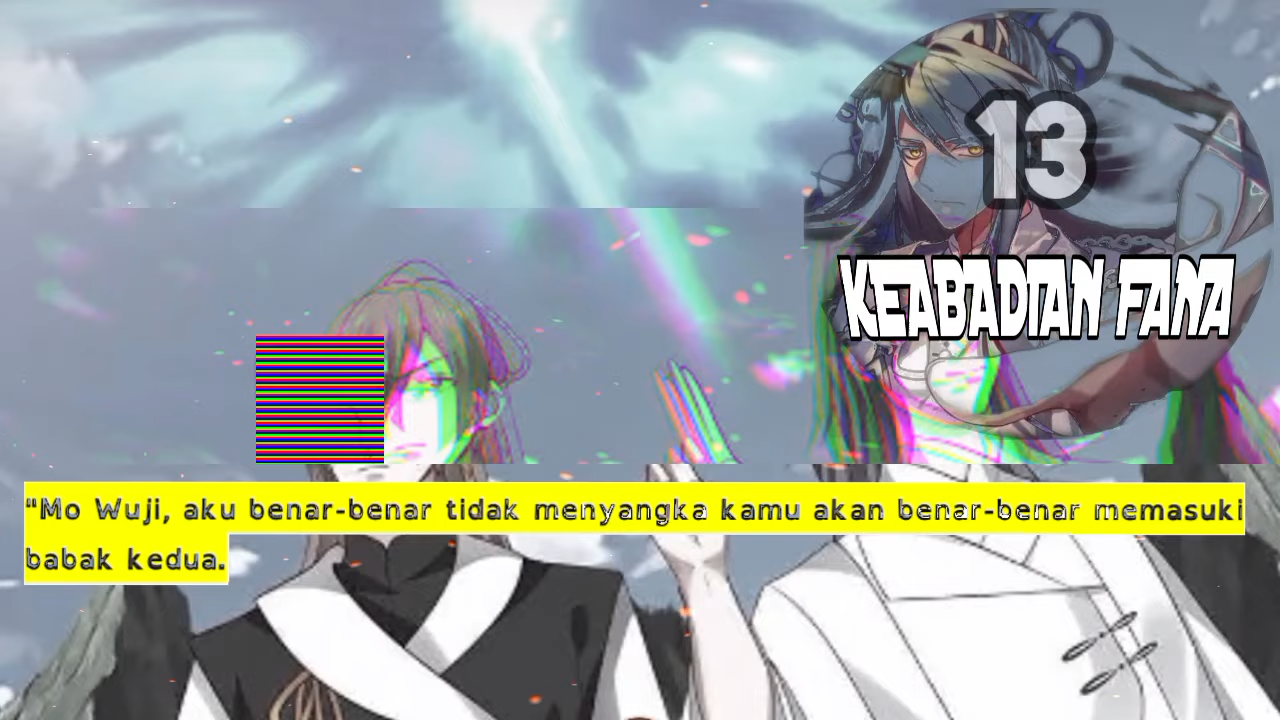 13
KEABADIAN FANA
"Mo Wuji, aku benar-benar tidak menyangka kamu akan benar-benar memasuki
babak kedua.